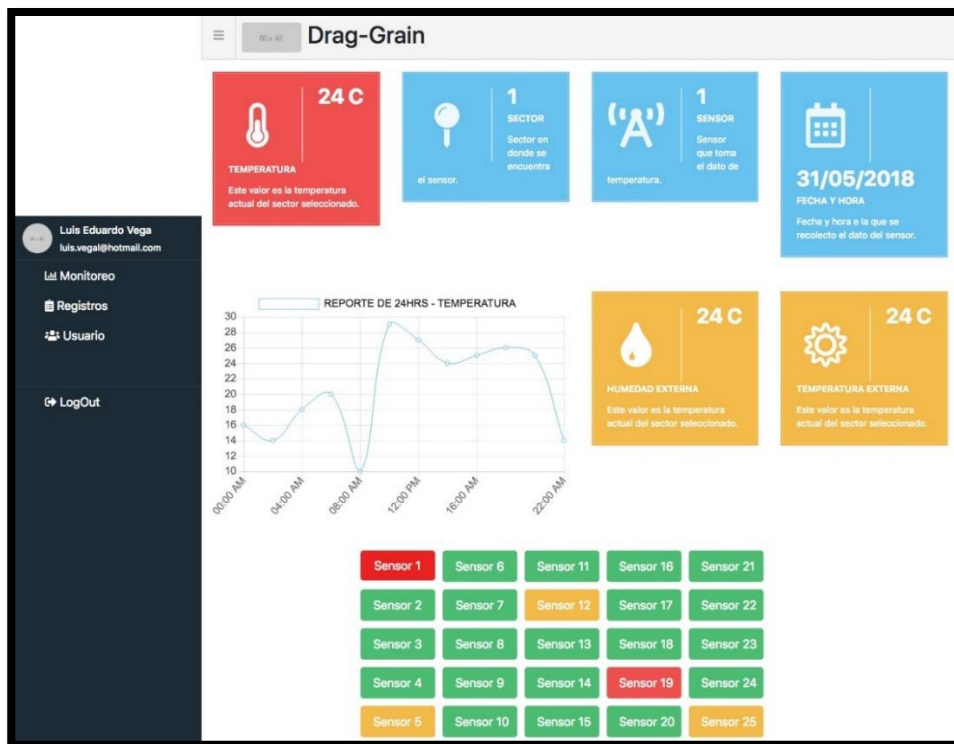 80 x 40
Drag-Grain
24 C
TEMPERATURA
Este valor es la temperatura
actual del sector seleccionado.
1
SECTOR
Sector en
donde se
encuentra
el sensor.
1
SENSOR
Sensor
que toma
el dato de
temperatura.
31/05/2018
FECHA Y HORA
Fecha y hora e la que se
recolecto el dato del sensor.
Luis Eduardo Vega
luis.vegal@hotmail.com
Monitoreo
Registros
Usuario
LogOut
REPORTE DE 24HRS - TEMPERATURA
30
28
26
24
22
20
18
16
14
12
10
00:00 AM
04:00 AM
08:00 AM
12:00 PM
16:00 AM
22:00 AM
24 C
HUMEDAD EXTERNA
Este valor es la temperatura
actual del sector seleccionado.
24 C
TEMPERATURA EXTERNA
Este valor es la temperatura
actual del sector seleccionado.
Sensor 1 Sensor 6 Sensor 11 Sensor 16 Sensor 21
Sensor 2 Sensor 7 Sensor 12 Sensor 17 Sensor 22
Sensor 3 Sensor 8 Sensor 13 Sensor 18 Sensor 23
Sensor 4 Sensor 9 Sensor 14 Sensor 19 Sensor 24
Sensor 5 Sensor 10 Sensor 15 Sensor 20 Sensor 25